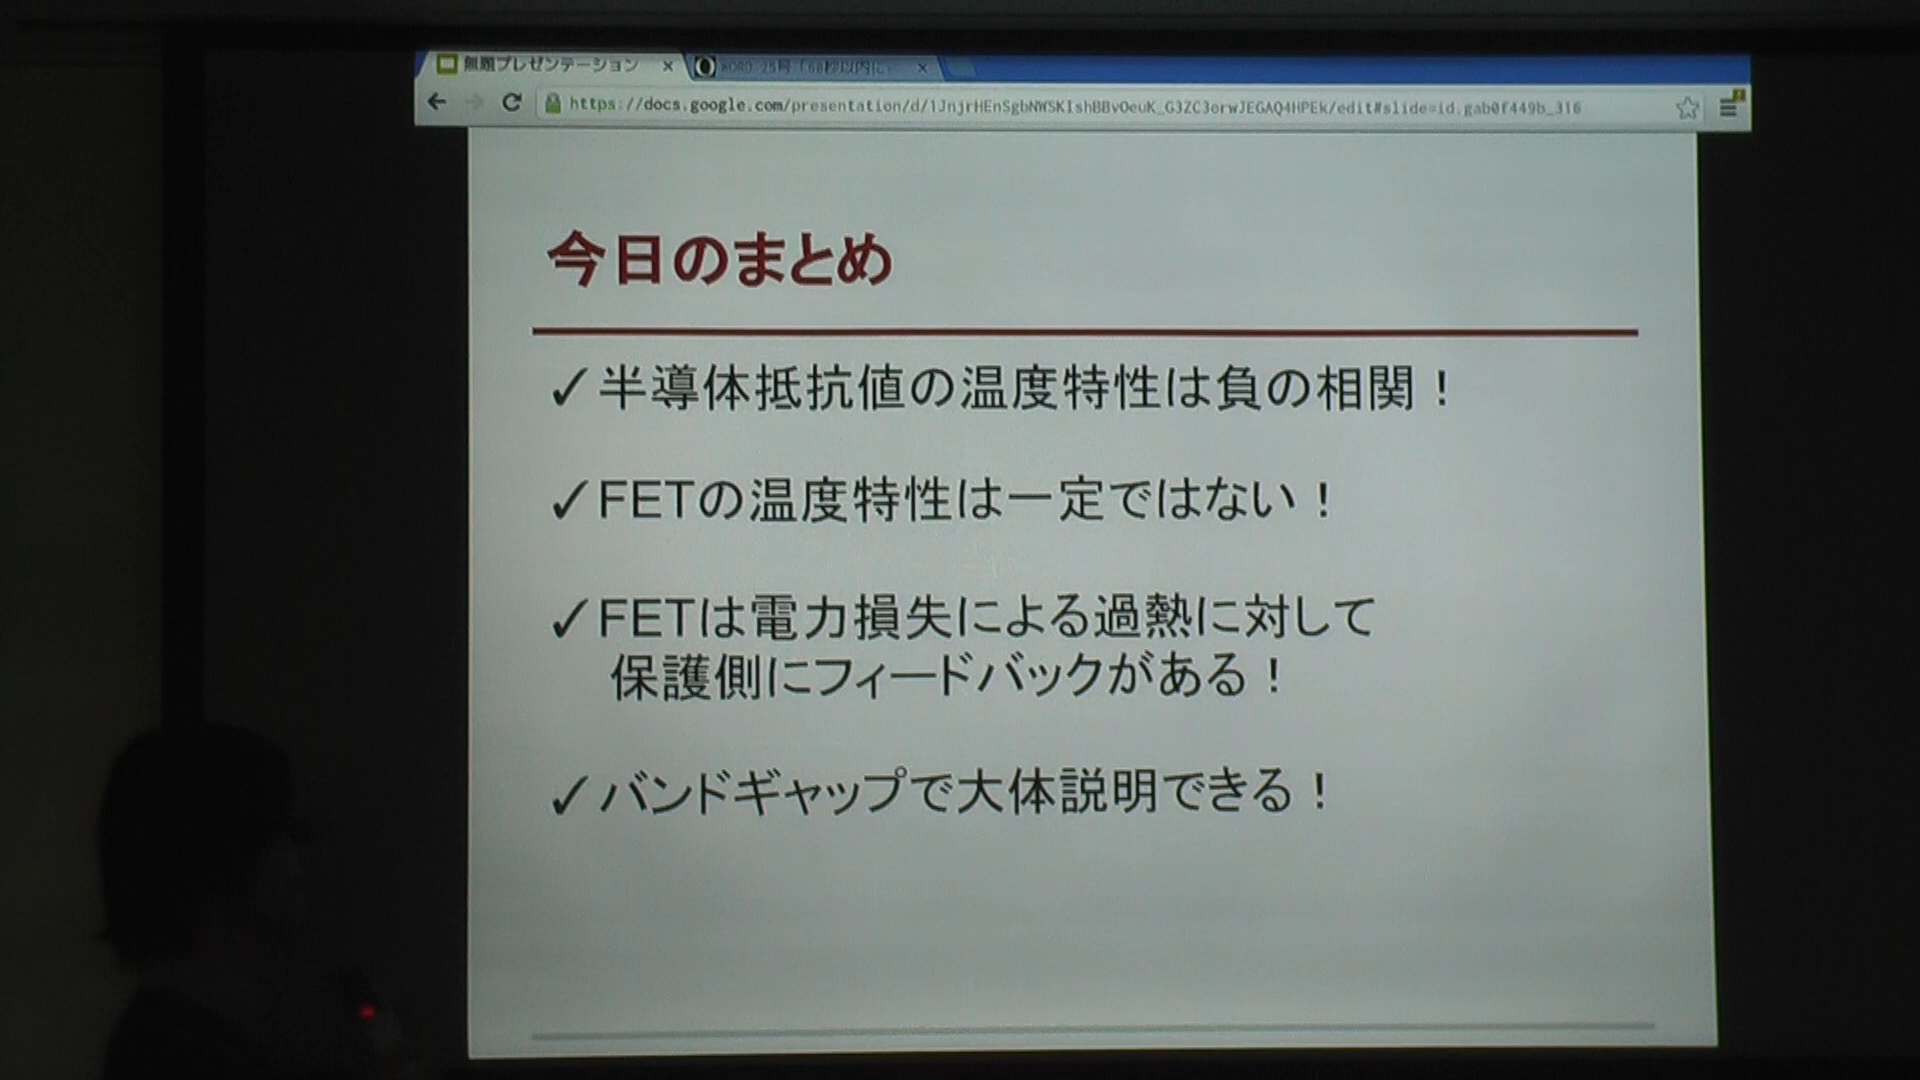 無題プレゼンテーション
https://docs.google.com/presentation/d/1JnjrHEnSgbNWSKIshBBvOeuK_G3ZC3orwJEGAQ4HPEk/edit#slide=id.gab0f449b_316
今日のまとめ
✓半導体抵抗値の温度特性は負の相関！
✓FETの温度特性は一定ではない！
✓FETは電力損失による過熱に対して
保護側にフィードバックがある！
✓バンドギャップで大体説明できる！